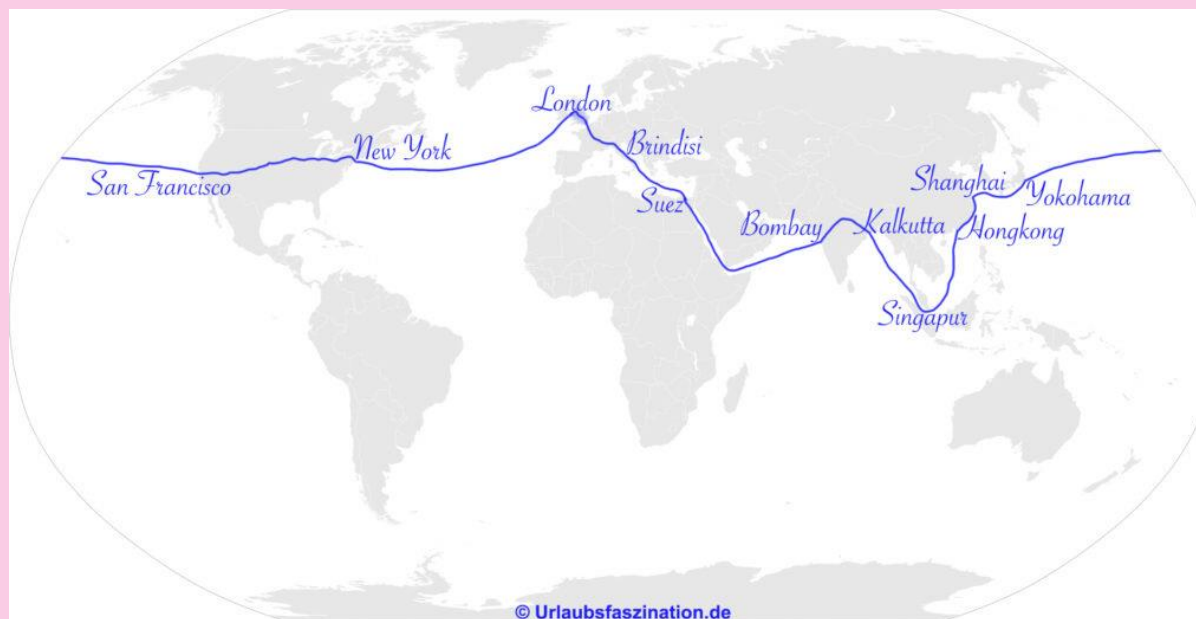 London
New York
Brindisi
San Francisco
Shanghai
Yokohama
Suez
Bombay
Kalkutta
Hongkong
Singapur
© Urlaubsfaszination.de